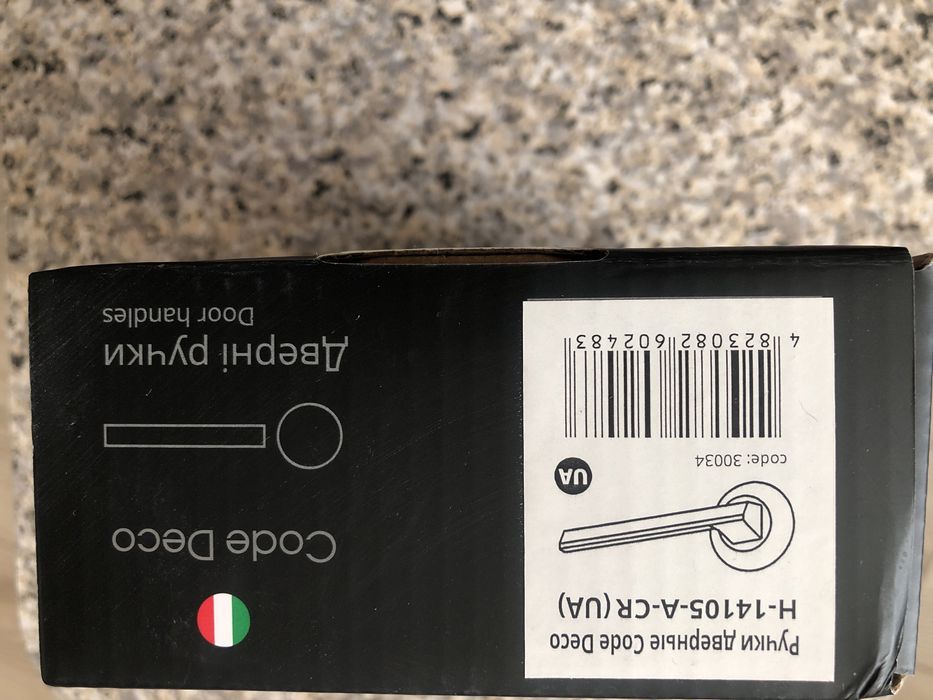 Code Deco
Дверні ручки
Door handles
Ручки дверные Code Deco
H-14105-A-CR (UA)
UA
code: 30034
4 823082 602483